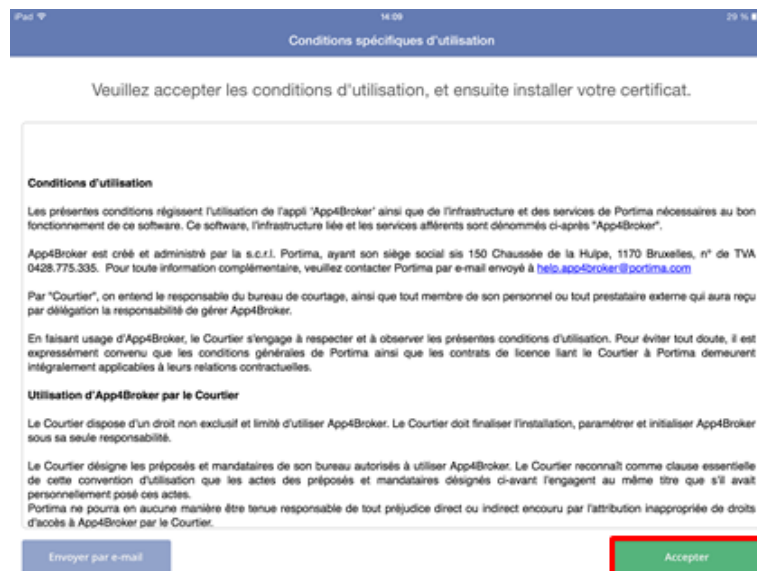 iPad 14:09 29 %
Conditions spécifiques d'utilisation
Veuillez accepter les conditions d'utilisation, et ensuite installer votre certificat.
Conditions d'utilisation
Les présentes conditions régissent l'utilisation de l'appli 'App4Broker' ainsi que de l'infrastructure et des services de Portima nécessaires au bon
fonctionnement de ce software. Ce software, l'infrastructure liée et les services afférents sont dénommés ci-après "App4Broker".
App4Broker est créé et administré par la s.c.r.l. Portima, ayant son siège social sis 150 Chaussée de la Hulpe, 1170 Bruxelles, n° de TVA
0428.775.335. Pour toute information complémentaire, veuillez contacter Portima par e-mail envoyé à help.app4broker@portima.com
Par "Courtier", on entend le responsable du bureau de courtage, ainsi que tout membre de son personnel ou tout prestataire externe qui aura reçu
par délégation la responsabilité de gérer App4Broker.
En faisant usage d'App4Broker, le Courtier s'engage à respecter et à observer les présentes conditions d'utilisation. Pour éviter tout doute, il est
expressément convenu que les conditions générales de Portima ainsi que les contrats de licence liant le Courtier à Portima demeurent
intégralement applicables à leurs relations contractuelles.
Utilisation d'App4Broker par le Courtier
Le Courtier dispose d'un droit non exclusif et limité d'utiliser App4Broker. Le Courtier doit finaliser l'installation, paramétrer et initialiser App4Broker
sous sa seule responsabilité.
Le Courtier désigne les préposés et mandataires de son bureau autorisés à utiliser App4Broker. Le Courtier reconnaît comme clause essentielle
de cette convention d'utilisation que les actes des préposés et mandataires désignés ci-avant l'engagent au même titre que s'il avait
personnellement posé ces actes.
Portima ne pourra en aucune manière être tenue responsable de tout préjudice direct ou indirect encouru par l'attribution inappropriée de droits
d'accès à App4Broker par le Courtier.
Envoyer par e-mail
Accepter